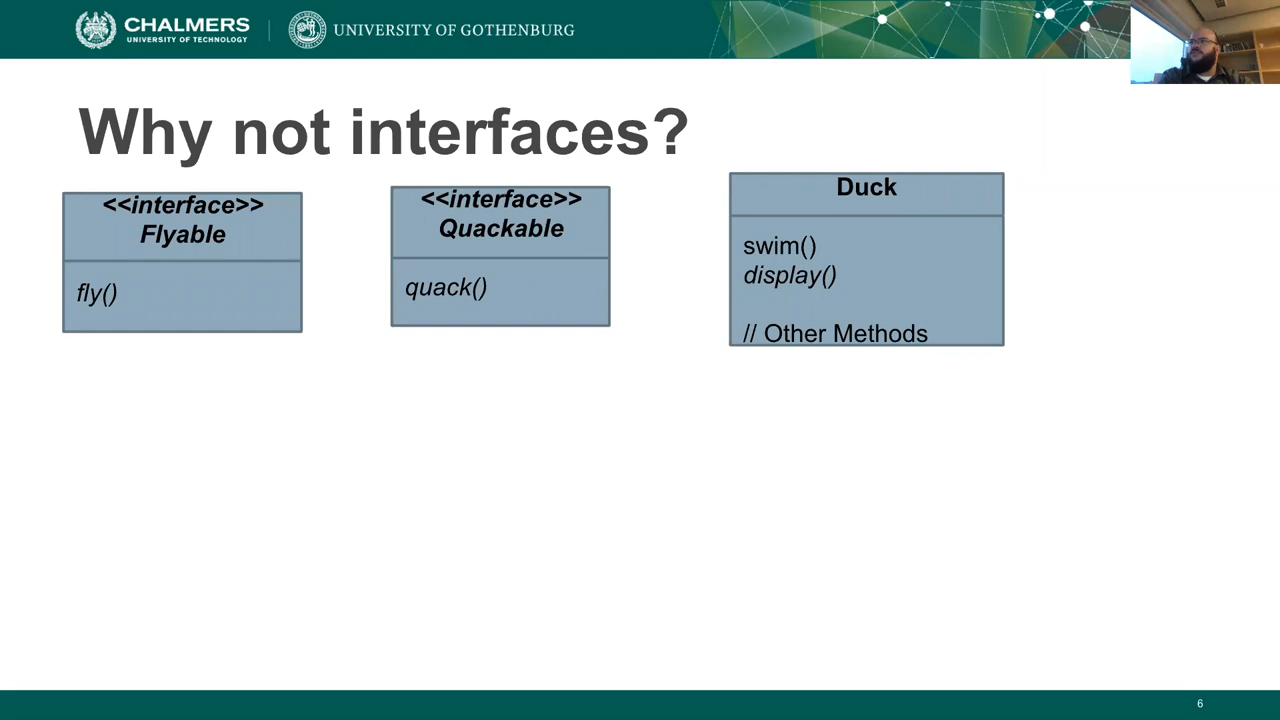 CHALMERS
UNIVERSITY OF TECHNOLOGY
UNIVERSITY OF GOTHENBURG
Why not interfaces?
<<interface>>
Flyable
fly()
<<interface>>
Quackable
quack()
Duck
swim()
display()
// Other Methods
6